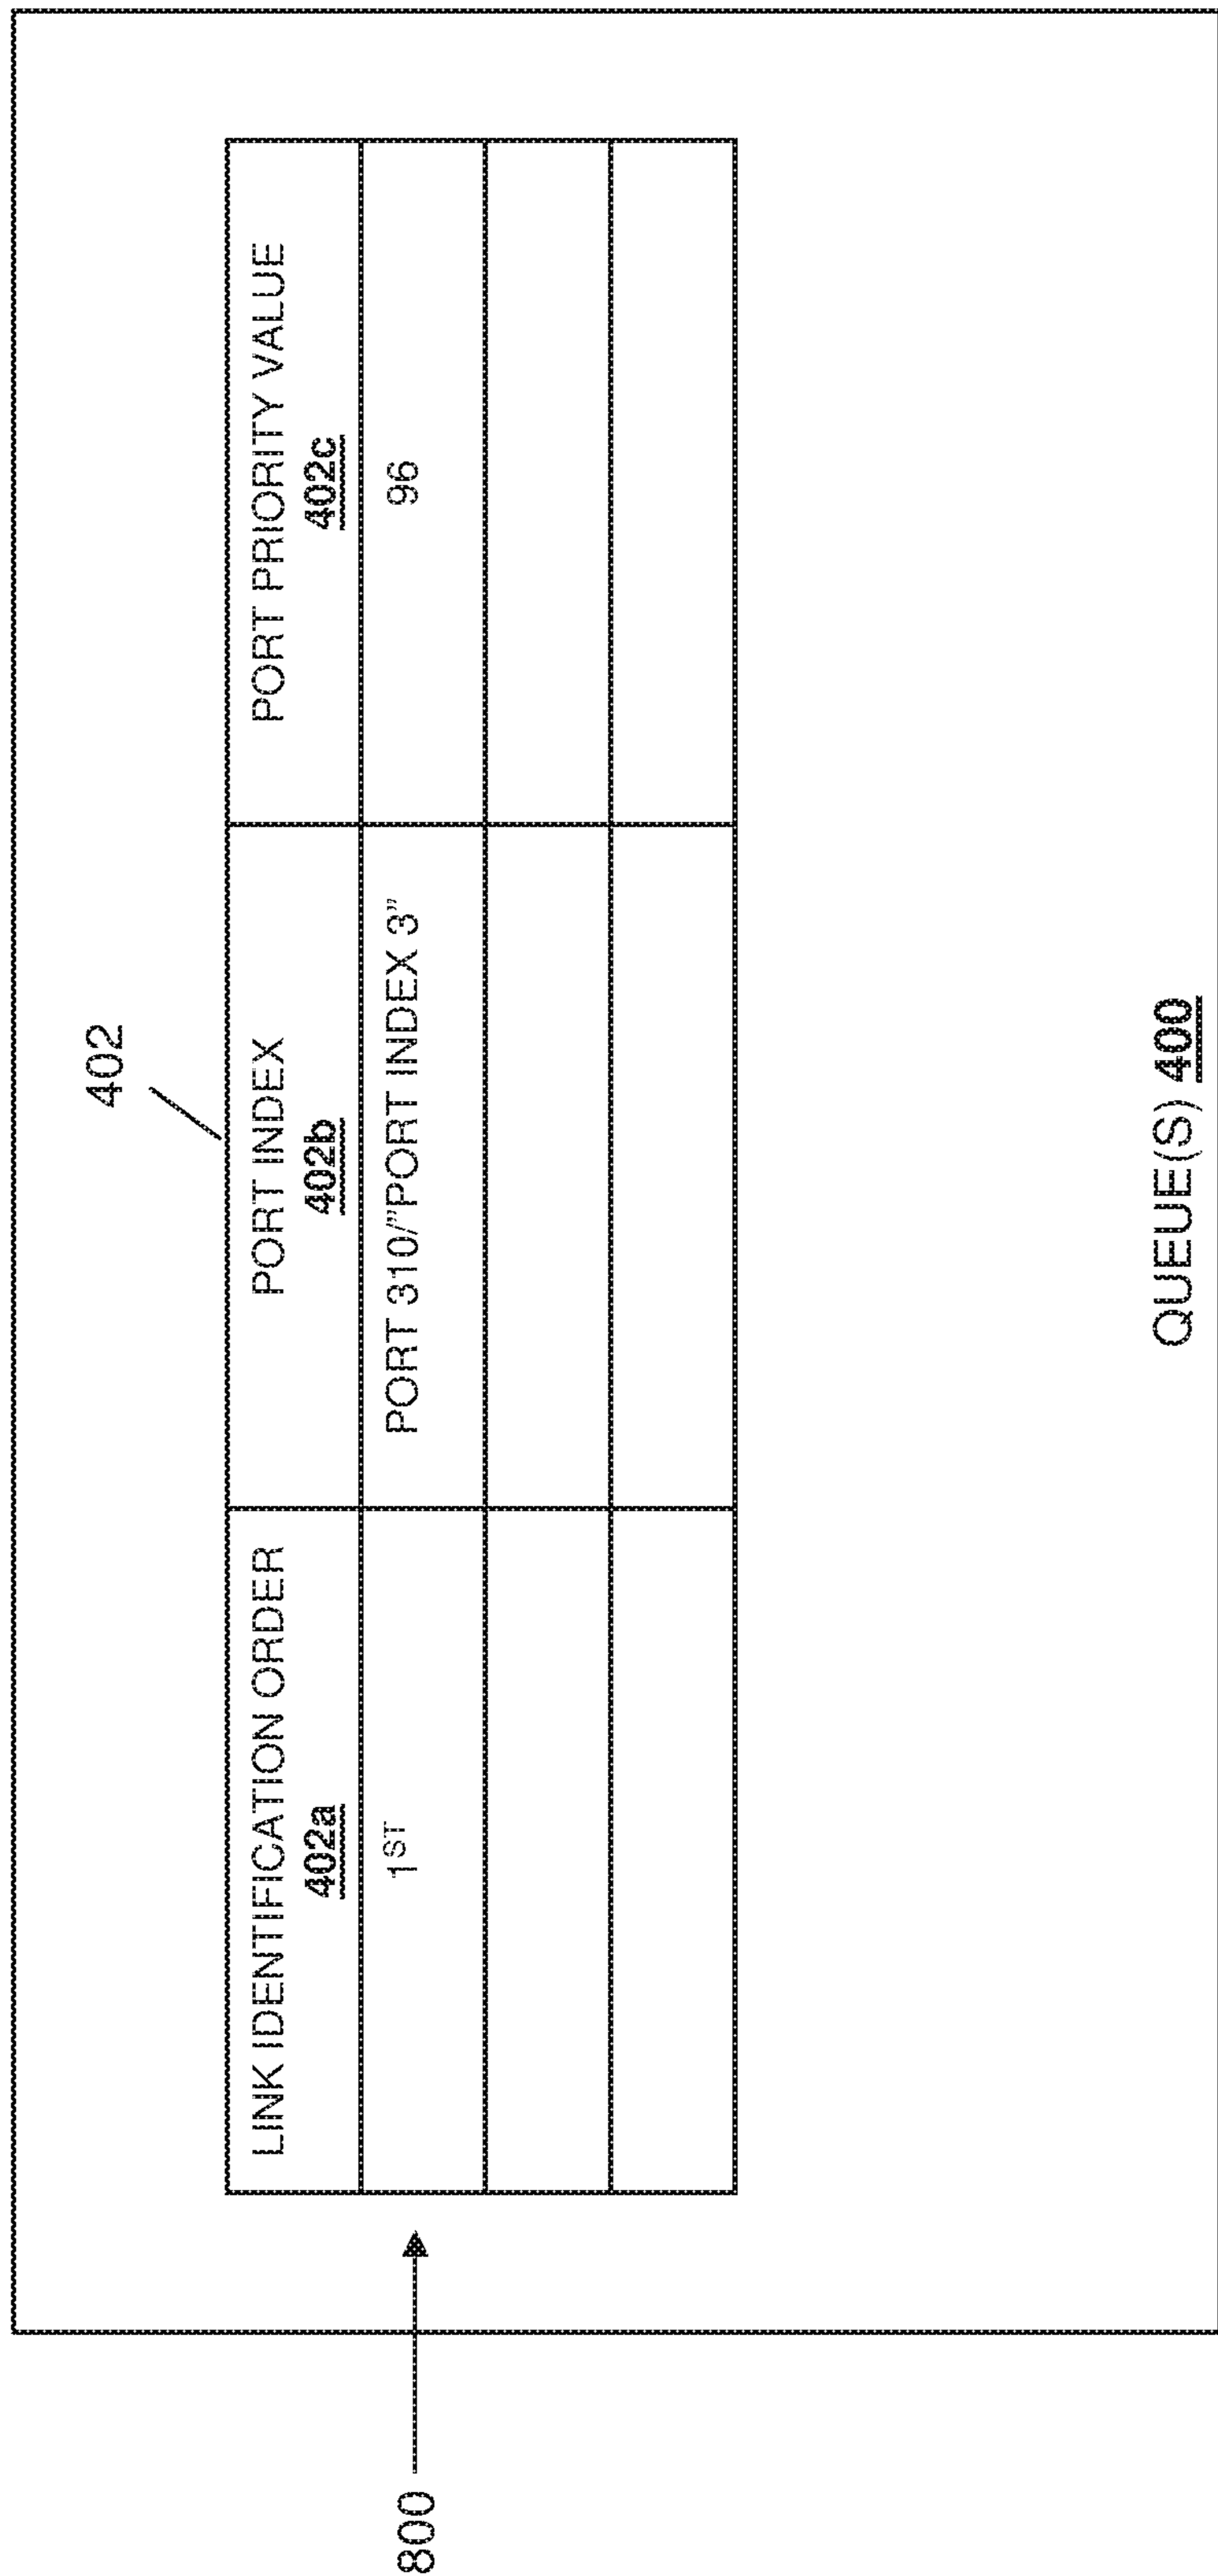 402
LINK IDENTIFICATION ORDER
402a
PORT INDEX
402b
PORT PRIORITY VALUE
402c
800
1ST
PORT 310/”PORT INDEX 3”
96
QUEUE(S) 400